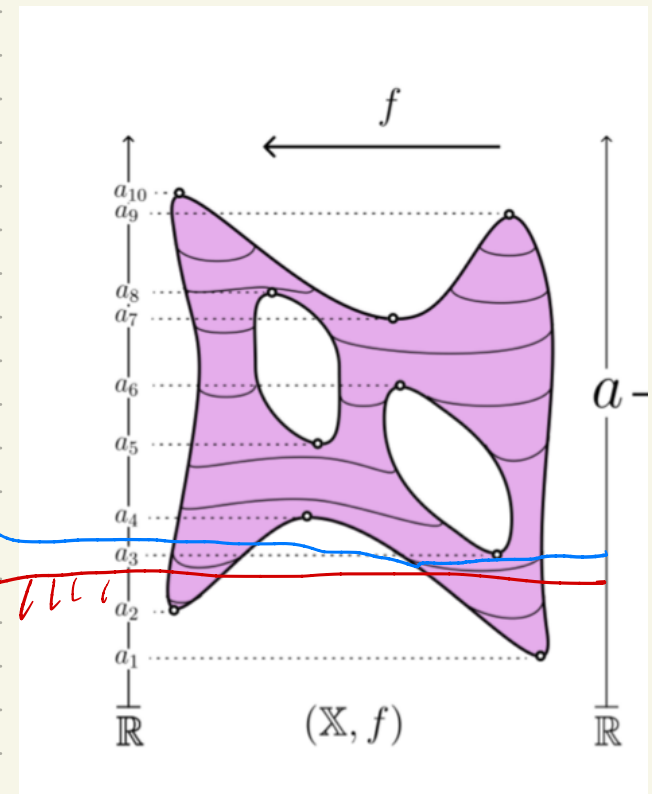 f
a₁₀
a₉
a₈
a₇
a₆
a –
a₅
a₄
a₃
a₂
a₁
ℝ
(𝕏, f)
ℝ